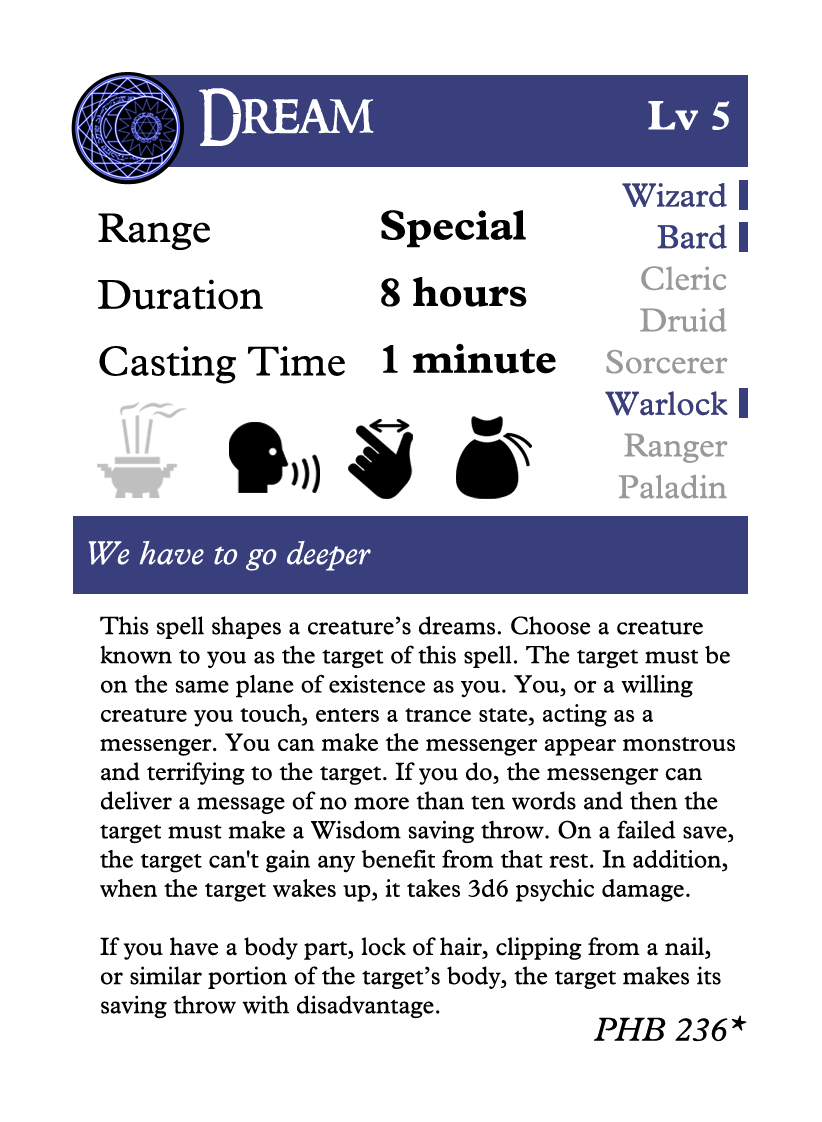 DREAM
Lv 5
Range Special
Duration 8 hours
Casting Time 1 minute
Wizard
Bard
Cleric
Druid
Sorcerer
Warlock
Ranger
Paladin
We have to go deeper
This spell shapes a creature’s dreams. Choose a creature
known to you as the target of this spell. The target must be
on the same plane of existence as you. You, or a willing
creature you touch, enters a trance state, acting as a
messenger. You can make the messenger appear monstrous
and terrifying to the target. If you do, the messenger can
deliver a message of no more than ten words and then the
target must make a Wisdom saving throw. On a failed save,
the target can't gain any benefit from that rest. In addition,
when the target wakes up, it takes 3d6 psychic damage.
If you have a body part, lock of hair, clipping from a nail,
or similar portion of the target’s body, the target makes its
saving throw with disadvantage.
PHB 236*